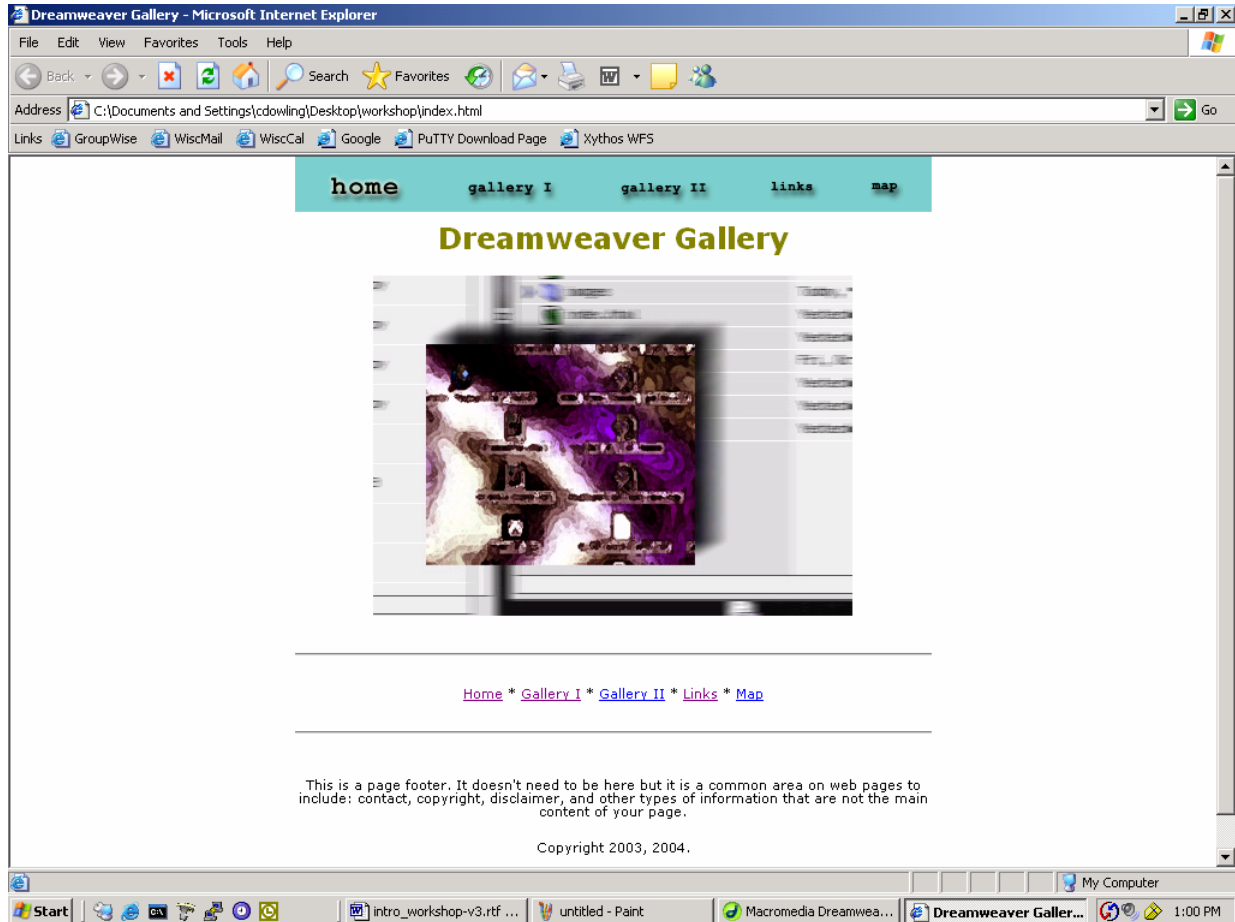 Dreamweaver Gallery - Microsoft Internet Explorer
File Edit View Favorites Tools Help
Back Search Favorites
Address C:\Documents and Settings\cdowling\Desktop\workshop\index.html Go
Links GroupWise WiscMail WiscCal Google PuTTY Download Page Xythos WFS
home gallery I gallery II links map
Dreamweaver Gallery
Home * Gallery I * Gallery II * Links * Map
This is a page footer. It doesn't need to be here but it is a common area on web pages to
include: contact, copyright, disclaimer, and other types of information that are not the main
content of your page.
Copyright 2003, 2004.
My Computer
Start intro_workshop-v3.rtf ... untitled - Paint Macromedia Dreamwea... Dreamweaver Galler... 1:00 PM